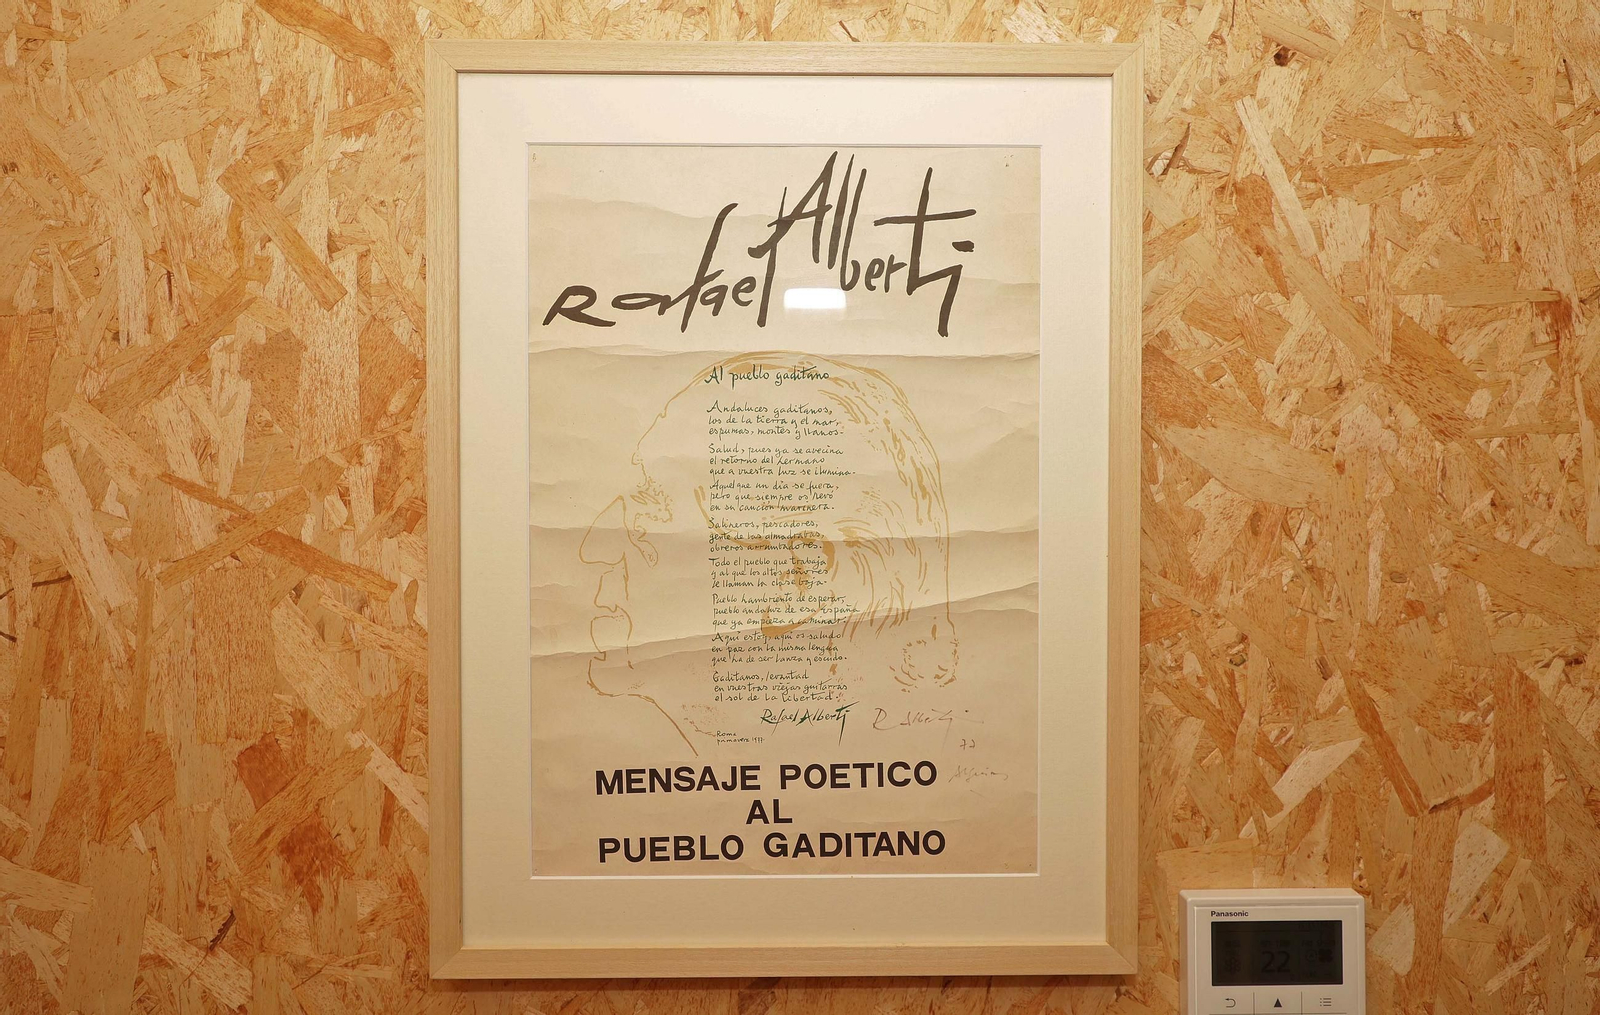 Rafael Alberti
Al pueblo gaditano
Andaluces gaditanos,
los de la tierra y el mar,
espumas, montes y llanos.
Salud, pues ya se avecina
el retorno del hermano
que a vuestra luz se ilumina.
Aquel que un día se fuera,
pero que siempre os llevó
en su canción marinera.
Salineros, pescadores,
gente de las almadrabas,
obreros arrumbadores.
Todo el pueblo que trabaja
y al que los altos señores
le llaman la clase baja.
Pueblo hambriento de esperar,
pueblo andaluz de esa España
que ya empieza a caminar.
Aquí estoy, aquí os saludo
en paz con la misma lengua
que ha de ser lanza y escudo.
Gaditanos, levantad
en vuestras viejas guitarras
el sol de la libertad.
Rafael Alberti
R. Alberti
77
Roma
primavera 1977
MENSAJE POETICO
AL
PUEBLO GADITANO
Panasonic
22